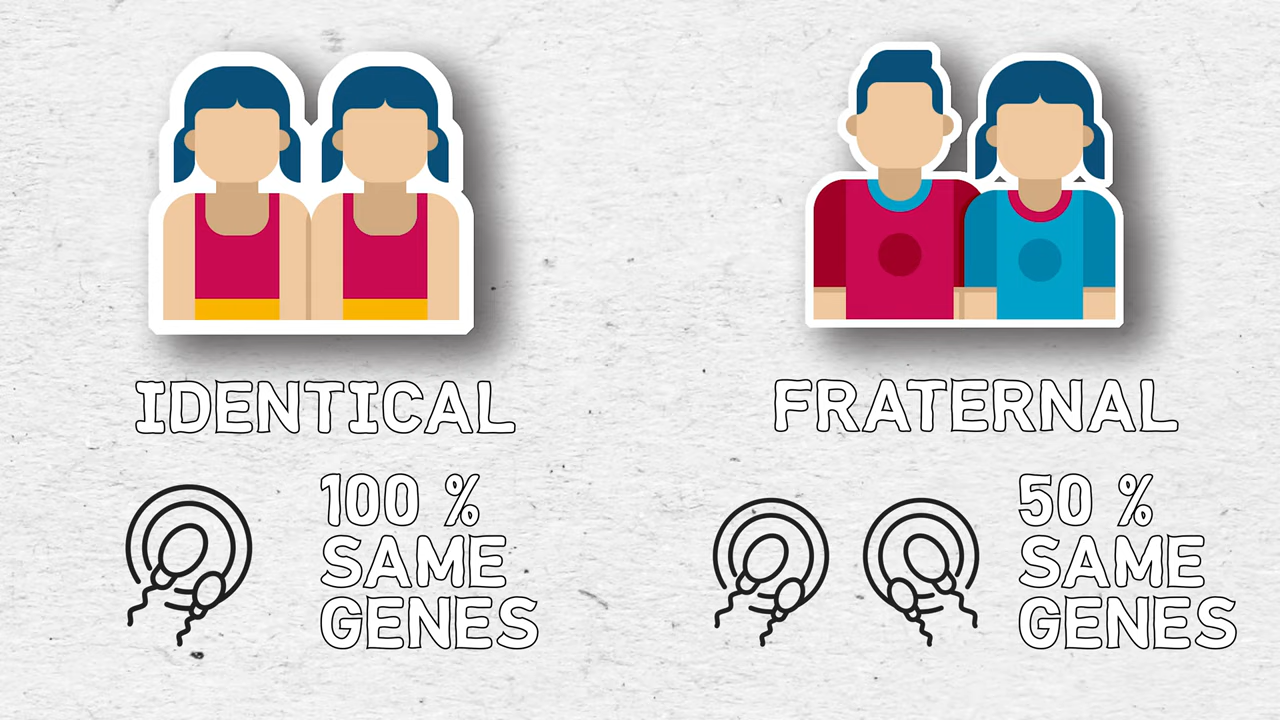 IDENTICAL
100 %
SAME
GENES
FRATERNAL
50 %
SAME
GENES